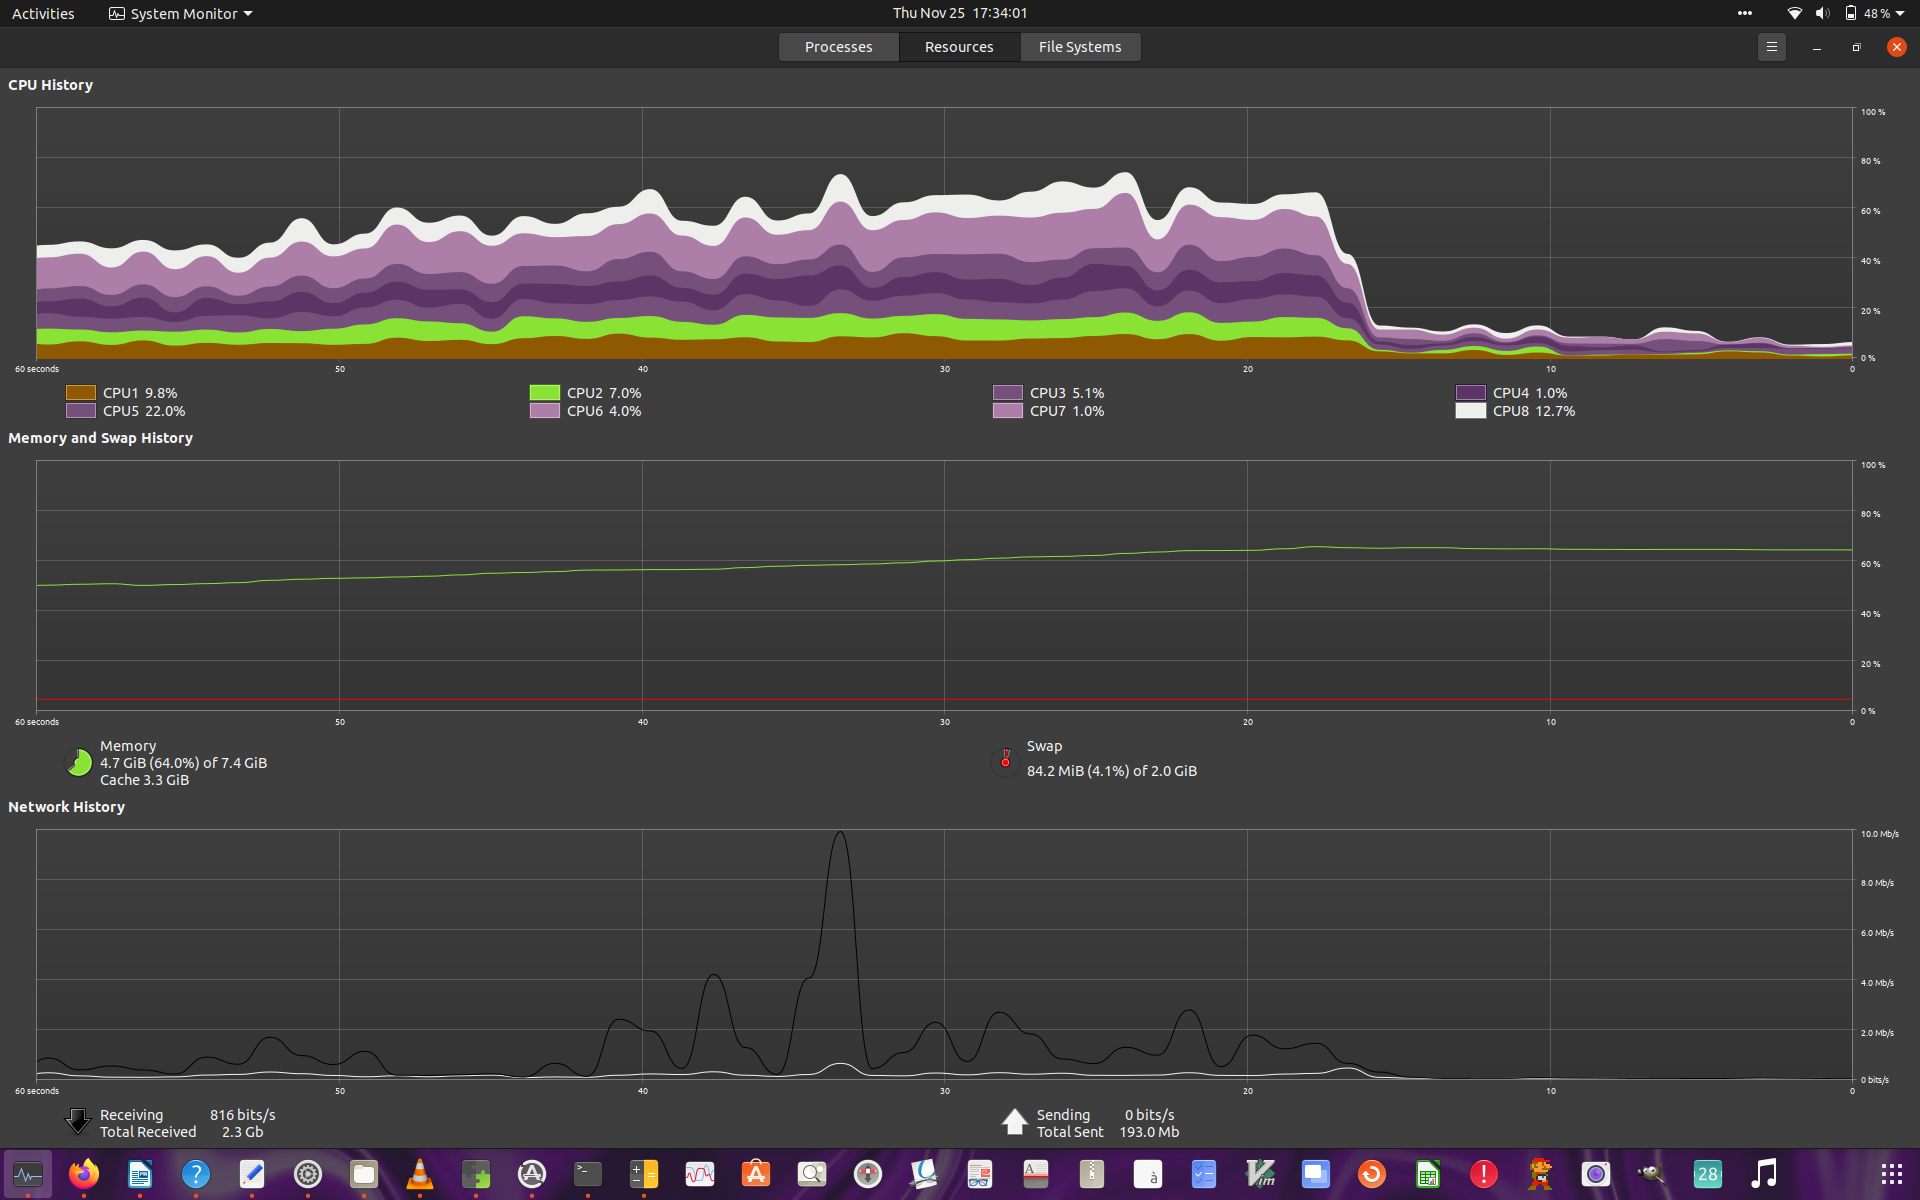 Activities System Monitor Thu Nov 25 17:34:01 48 %
Processes Resources File Systems
CPU History
100 %
80 %
60 %
40 %
20 %
0 %
60 seconds 50 40 30 20 10 0
CPU1 9.8% CPU2 7.0% CPU3 5.1% CPU4 1.0%
CPU5 22.0% CPU6 4.0% CPU7 1.0% CPU8 12.7%
Memory and Swap History
100 %
80 %
60 %
40 %
20 %
0 %
60 seconds 50 40 30 20 10 0
Memory
4.7 GiB (64.0%) of 7.4 GiB
Cache 3.3 GiB
Swap
84.2 MiB (4.1%) of 2.0 GiB
Network History
10.0 Mb/s
8.0 Mb/s
6.0 Mb/s
4.0 Mb/s
2.0 Mb/s
0 bits/s
60 seconds 50 40 30 20 10 0
Receiving 816 bits/s
Total Received 2.3 Gb
Sending 0 bits/s
Total Sent 193.0 Mb
? >_ A à Vim ! 28